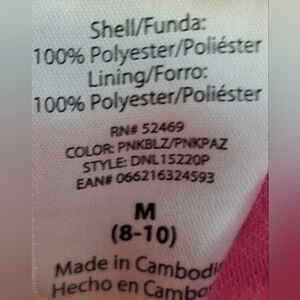 Shell/Funda:
100% Polyester/Poliéster
Lining/Forro:
100% Polyester/Poliéster
RN# 52469
COLOR: PNKBLZ/PNKPAZ
STYLE: DNL15220P
EAN# 066216324593
M
(8-10)
Made in Cambodi
Hecho en Cambo